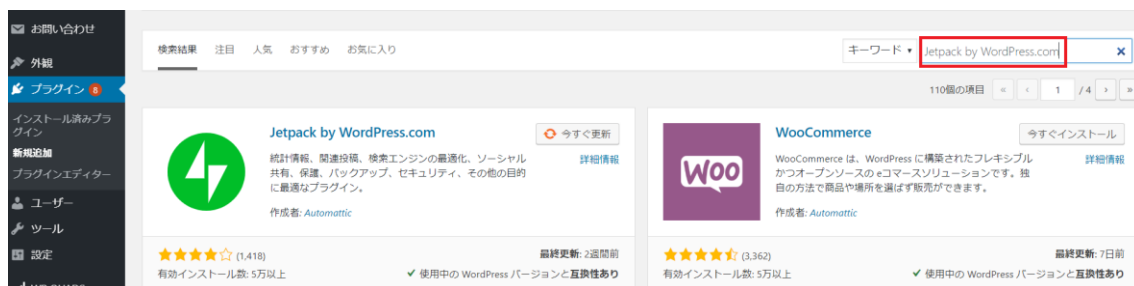 お問い合わせ
外観
プラグイン 8
インストール済みプラ
グイン
新規追加
プラグインエディター
ユーザー
ツール
設定
検索結果 注目 人気 おすすめ お気に入り
キーワード Jetpack by WordPress.com ×
110個の項目 « ‹ 1 / 4 › »
Jetpack by WordPress.com
今すぐ更新
統計情報、関連投稿、検索エンジンの最適化、ソーシャル
共有、保護、バックアップ、セキュリティ、その他の目的
に最適なプラグイン。
詳細情報
作成者: Automattic
(1,418)
最終更新: 2週間前
有効インストール数: 5万以上
✔ 使用中の WordPress バージョンと互換性あり
WOO
WooCommerce
今すぐインストール
WooCommerce は、WordPress に構築されたフレキシブル
かつオープンソースの eコマースソリューションです。独
自の方法で商品や場所を選ばず販売ができます。
詳細情報
作成者: Automattic
(3,362)
最終更新: 7日前
有効インストール数: 5万以上
✔ 使用中の WordPress バージョンと互換性あり